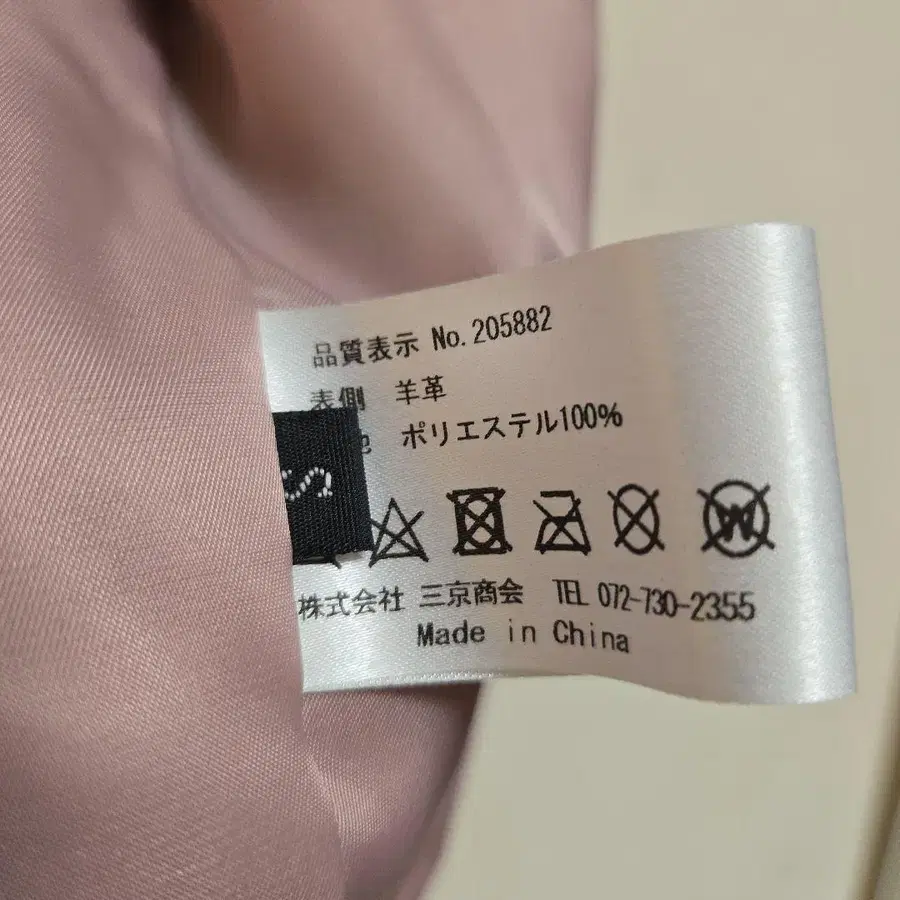 品質表示 No.205882
表側 羊革
ポリエステル100%
S
W
株式会社 三京商会 TEL 072-730-2355
Made in China